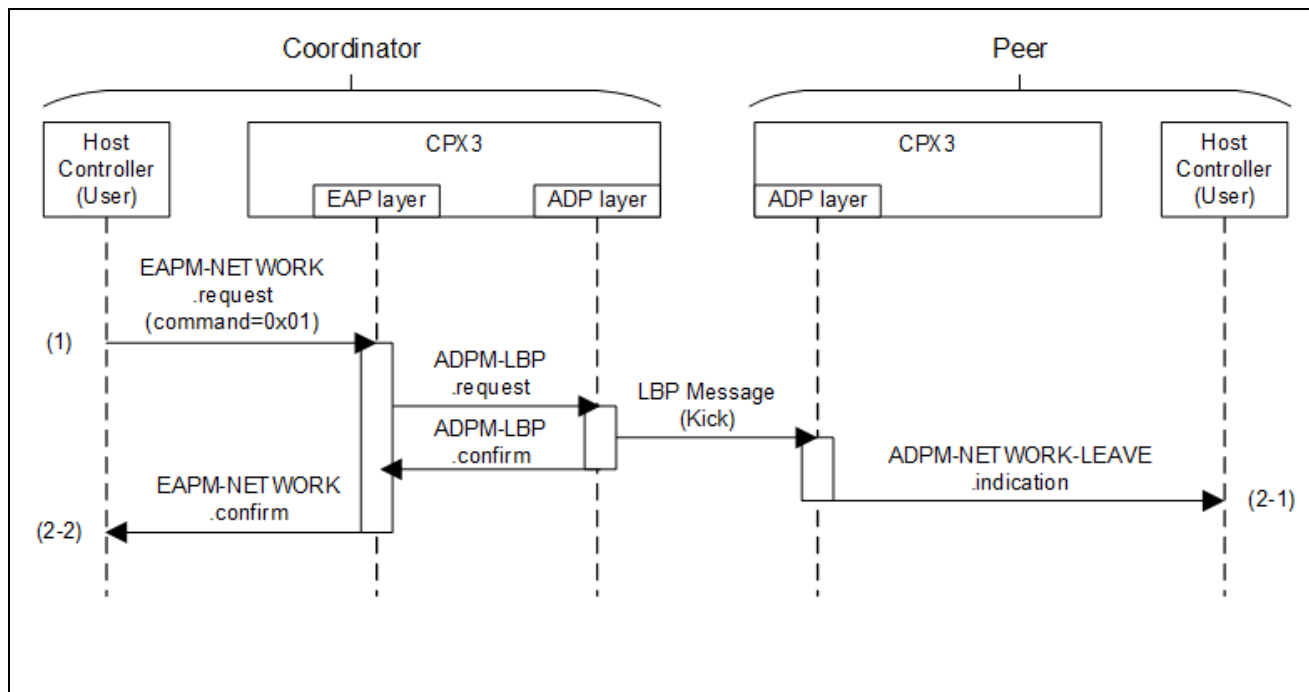 Coordinator
Peer
Host
Controller
(User)
CPX3
EAP layer
ADP layer
CPX3
ADP layer
Host
Controller
(User)
EAPM-NETWORK
.request
(command=0x01)
(1)
ADPM-LBP
.request
LBP Message
(Kick)
ADPM-LBP
.confirm
ADPM-NETWORK-LEAVE
.indication
(2-1)
EAPM-NETWORK
.confirm
(2-2)